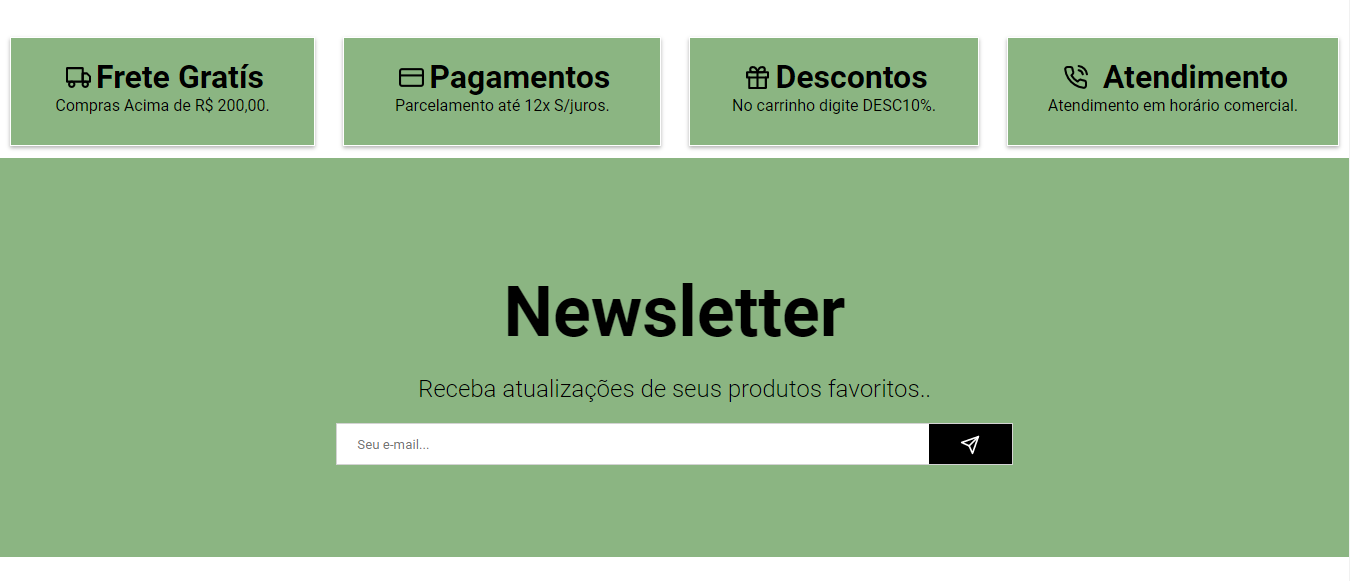 Frete Gratís
Compras Acima de R$ 200,00.
Pagamentos
Parcelamento até 12x S/juros.
Descontos
No carrinho digite DESC10%.
Atendimento
Atendimento em horário comercial.
Newsletter
Receba atualizações de seus produtos favoritos..
Seu e-mail...